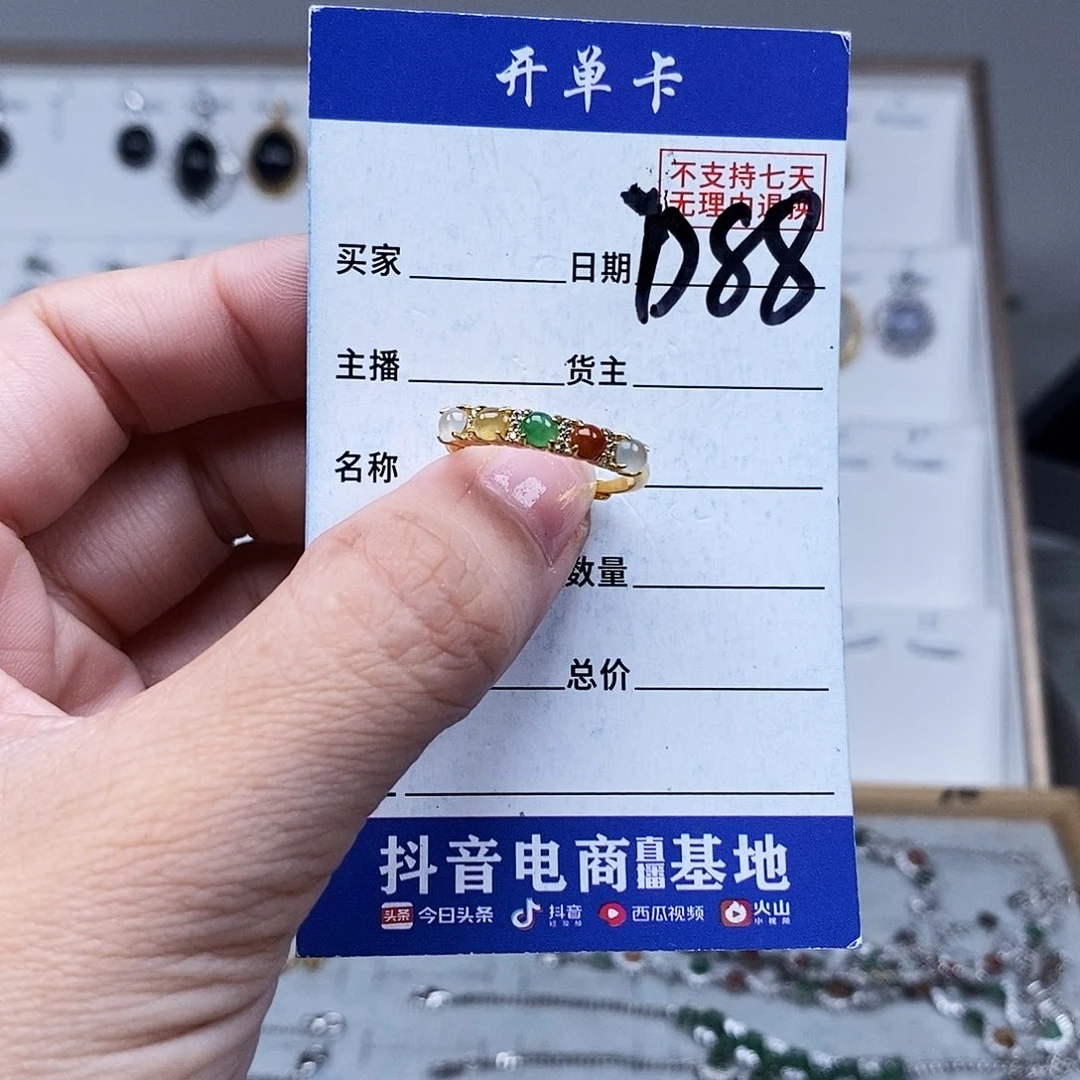 开单卡
不支持七天
无理由退换
买家 日期 D88
主播 货主
名称
数量
总价
抖音电商直播基地
头条 今日头条 抖音 西瓜视频 火山